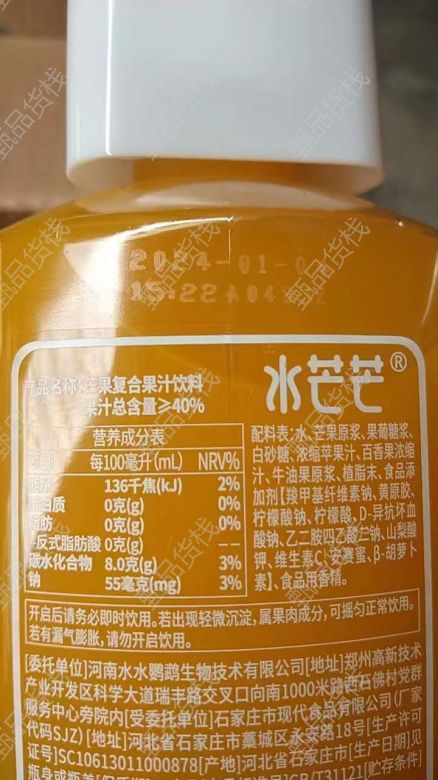 2024-01-0
15:22 A04
水芒芒®
产品名称:芒果复合果汁饮料
果汁总含量≥40%
营养成分表
项目 每100毫升(mL) NRV%
能量 136千焦(kJ) 2%
蛋白质 0克(g) 0%
脂肪 0克(g) 0%
-反式脂肪酸 0克(g)
碳水化合物 8.0克(g) 3%
钠 55毫克(mg) 3%
配料表:水、芒果原浆、果葡糖浆、
白砂糖、浓缩苹果汁、百香果浓缩
汁、牛油果原浆、植脂末、食品添
加剂【羧甲基纤维素钠、黄原胶、
柠檬酸钠、柠檬酸、D-异抗坏血
酸钠、乙二胺四乙酸二钠、山梨酸
钾、维生素C、安赛蜜、β-胡萝卜
素】、食品用香精。
开启后请务必即时饮用。若出现轻微沉淀，属果肉成分，可摇匀正常饮用。
若有漏气膨胀，请勿开启饮用。
[委托单位]河南水水鹦鹉生物技术有限公司[地址]郑州高新技术
产业开发区科学大道瑞丰路交叉口向南1000米路西石佛村党群
服务中心旁院内[受委托单位]石家庄市现代食品有限公司(厂家
代码SJZ)[地址]河北省石家庄市藁城区永安路18号[生产许可
证号]SC10613011000878[产地]河北省石家庄市[生产日期]见
甄品货栈